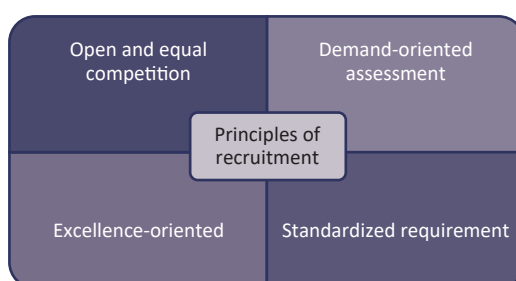 Open and equal
competition
Demand-oriented
assessment
Principles of
recruitment
Excellence-oriented
Standardized requirement